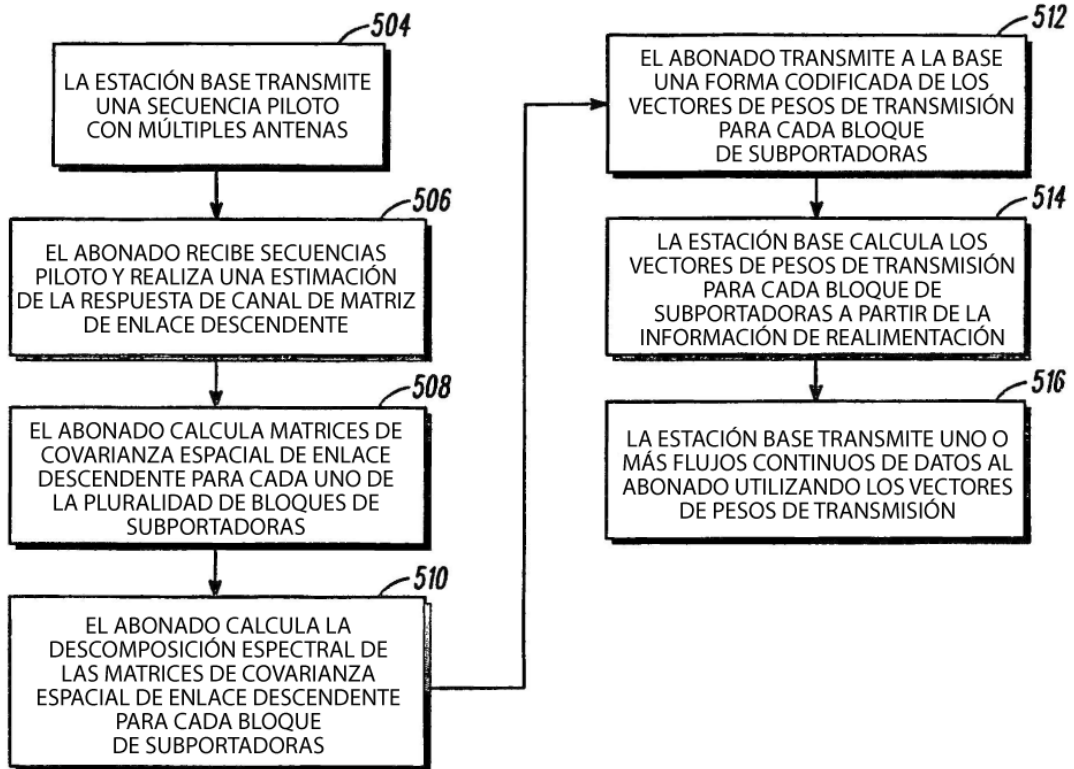 504
LA ESTACIÓN BASE TRANSMITE
UNA SECUENCIA PILOTO
CON MÚLTIPLES ANTENAS
506
EL ABONADO RECIBE SECUENCIAS
PILOTO Y REALIZA UNA ESTIMACIÓN
DE LA RESPUESTA DE CANAL DE MATRIZ
DE ENLACE DESCENDENTE
508
EL ABONADO CALCULA MATRICES DE
COVARIANZA ESPACIAL DE ENLACE
DESCENDENTE PARA CADA UNO DE
LA PLURALIDAD DE BLOQUES DE
SUBPORTADORAS
510
EL ABONADO CALCULA LA
DESCOMPOSICIÓN ESPECTRAL DE
LAS MATRICES DE COVARIANZA
ESPACIAL DE ENLACE DESCENDENTE
PARA CADA BLOQUE
DE SUBPORTADORAS
512
EL ABONADO TRANSMITE A LA BASE
UNA FORMA CODIFICADA DE LOS
VECTORES DE PESOS DE TRANSMISIÓN
PARA CADA BLOQUE
DE SUBPORTADORAS
514
LA ESTACIÓN BASE CALCULA LOS
VECTORES DE PESOS DE TRANSMISIÓN
PARA CADA BLOQUE DE
SUBPORTADORAS A PARTIR DE LA
INFORMACIÓN DE REALIMENTACIÓN
516
LA ESTACIÓN BASE TRANSMITE UNO O
MÁS FLUJOS CONTINUOS DE DATOS AL
ABONADO UTILIZANDO LOS VECTORES
DE PESOS DE TRANSMISIÓN